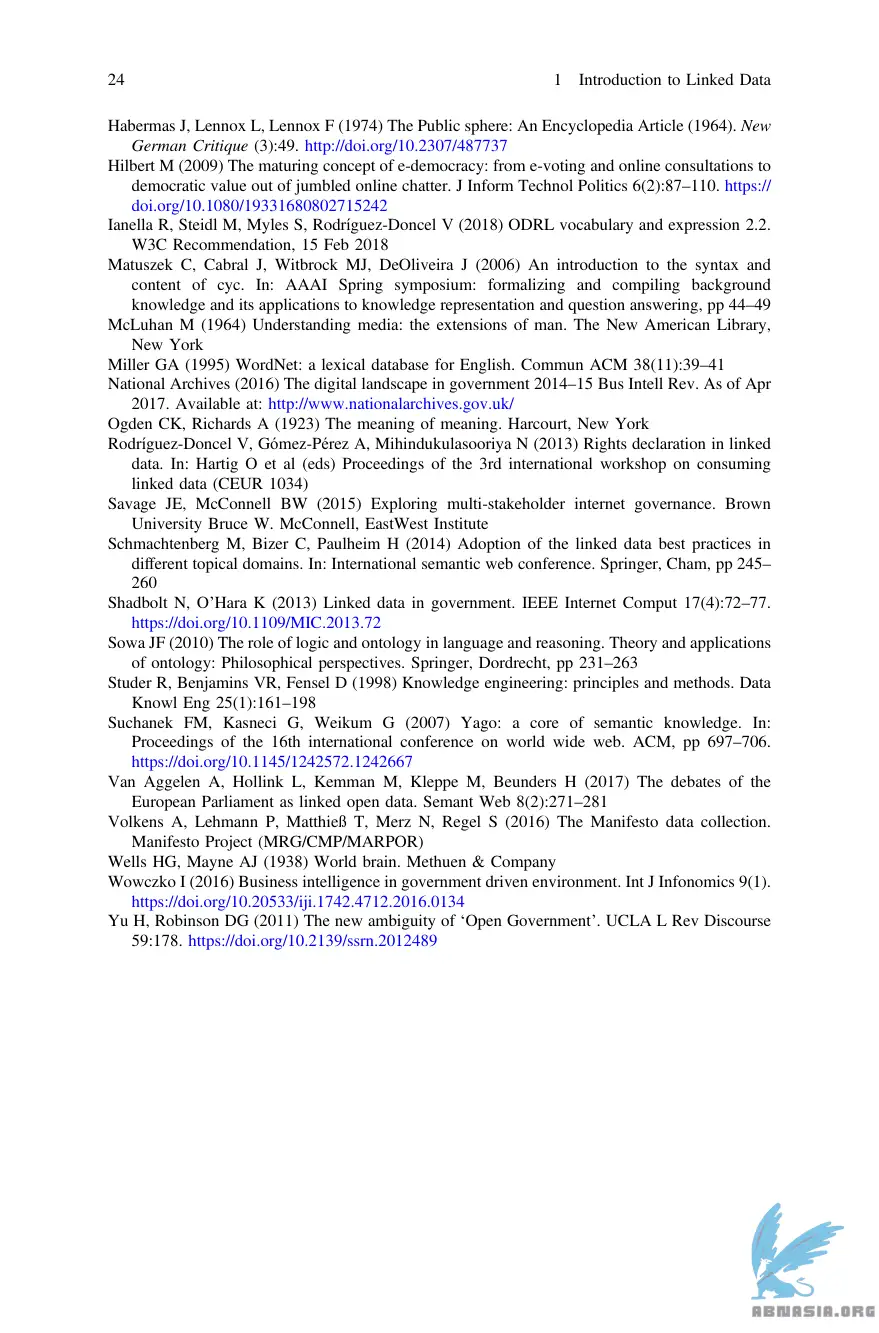 24
1 Introduction to Linked Data
Habermas J, Lennox L, Lennox F (1974) The Public sphere: An Encyclopedia Article (1964). New
German Critique (3):49. http://doi.org/10.2307/487737
Hilbert M (2009) The maturing concept of e-democracy: from e-voting and online consultations to
democratic value out of jumbled online chatter. J Inform Technol Politics 6(2):87–110. https://
doi.org/10.1080/19331680802715242
Ianella R, Steidl M, Myles S, Rodríguez-Doncel V (2018) ODRL vocabulary and expression 2.2.
W3C Recommendation, 15 Feb 2018
Matuszek C, Cabral J, Witbrock MJ, DeOliveira J (2006) An introduction to the syntax and
content of cyc. In: AAAI Spring symposium: formalizing and compiling background
knowledge and its applications to knowledge representation and question answering, pp 44–49
McLuhan M (1964) Understanding media: the extensions of man. The New American Library,
New York
Miller GA (1995) WordNet: a lexical database for English. Commun ACM 38(11):39–41
National Archives (2016) The digital landscape in government 2014–15 Bus Intell Rev. As of Apr
2017. Available at: http://www.nationalarchives.gov.uk/
Ogden CK, Richards A (1923) The meaning of meaning. Harcourt, New York
Rodríguez-Doncel V, Gómez-Pérez A, Mihindukulasooriya N (2013) Rights declaration in linked
data. In: Hartig O et al (eds) Proceedings of the 3rd international workshop on consuming
linked data (CEUR 1034)
Savage JE, McConnell BW (2015) Exploring multi-stakeholder internet governance. Brown
University Bruce W. McConnell, EastWest Institute
Schmachtenberg M, Bizer C, Paulheim H (2014) Adoption of the linked data best practices in
different topical domains. In: International semantic web conference. Springer, Cham, pp 245–
260
Shadbolt N, O’Hara K (2013) Linked data in government. IEEE Internet Comput 17(4):72–77.
https://doi.org/10.1109/MIC.2013.72
Sowa JF (2010) The role of logic and ontology in language and reasoning. Theory and applications
of ontology: Philosophical perspectives. Springer, Dordrecht, pp 231–263
Studer R, Benjamins VR, Fensel D (1998) Knowledge engineering: principles and methods. Data
Knowl Eng 25(1):161–198
Suchanek FM, Kasneci G, Weikum G (2007) Yago: a core of semantic knowledge. In:
Proceedings of the 16th international conference on world wide web. ACM, pp 697–706.
https://doi.org/10.1145/1242572.1242667
Van Aggelen A, Hollink L, Kemman M, Kleppe M, Beunders H (2017) The debates of the
European Parliament as linked open data. Semant Web 8(2):271–281
Volkens A, Lehmann P, Matthieß T, Merz N, Regel S (2016) The Manifesto data collection.
Manifesto Project (MRG/CMP/MARPOR)
Wells HG, Mayne AJ (1938) World brain. Methuen & Company
Wowczko I (2016) Business intelligence in government driven environment. Int J Infonomics 9(1).
https://doi.org/10.20533/iji.1742.4712.2016.0134
Yu H, Robinson DG (2011) The new ambiguity of ‘Open Government’. UCLA L Rev Discourse
59:178. https://doi.org/10.2139/ssrn.2012489
ABNASIA.ORG